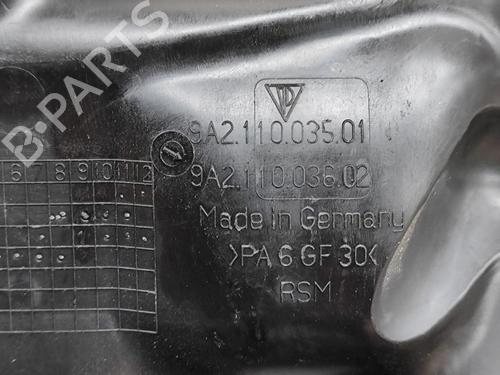 B-PARTS
9A2.110.035.01
9A2.110.036.02
6 7 8 9 10 11 12
Made in Germany
>PA 6 GF 30<
RSM